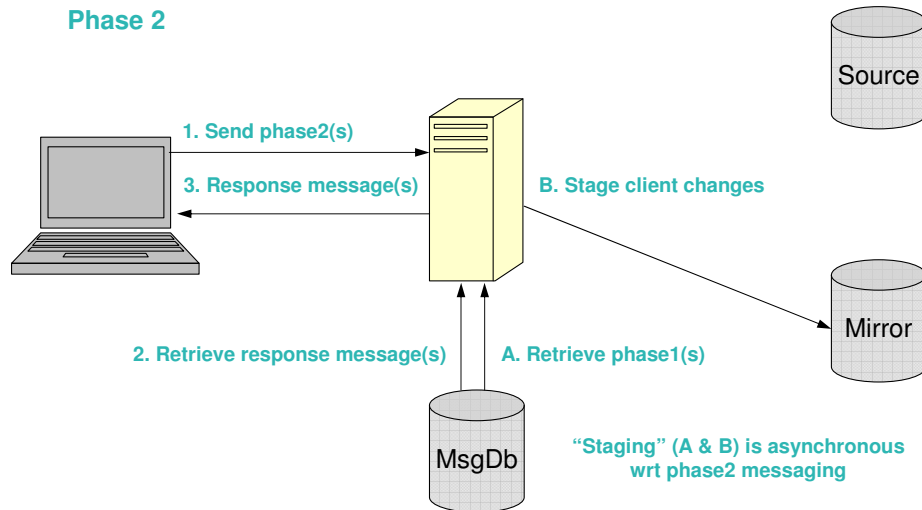 Phase 2
Source
1. Send phase2(s)
3. Response message(s)
B. Stage client changes
Mirror
2. Retrieve response message(s)
A. Retrieve phase1(s)
MsgDb
“Staging” (A & B) is asynchronous
wrt phase2 messaging